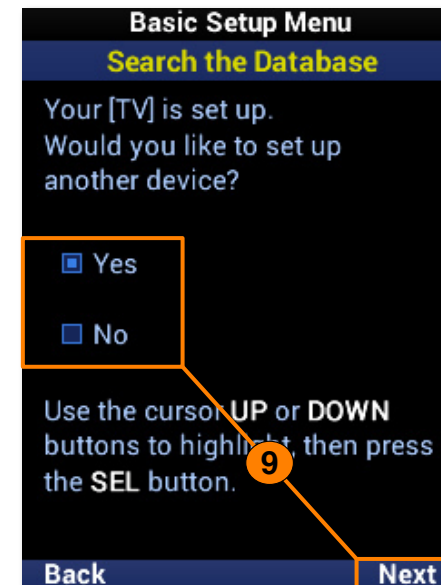 Basic Setup Menu
Search the Database
Your [TV] is set up.
Would you like to set up
another device?
Yes
No
Use the cursor UP or DOWN
buttons to highlight, then press
the SEL button.
9
Back Next